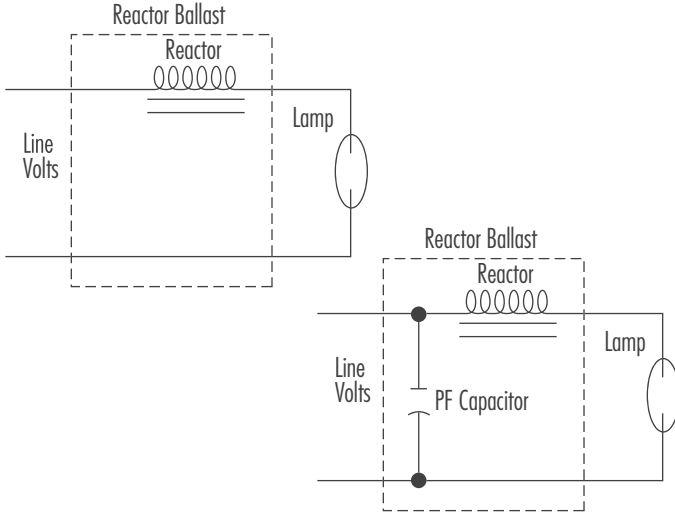 Reactor Ballast
Reactor
Lamp
Line
Volts
Reactor Ballast
Reactor
Lamp
Line
Volts
PF Capacitor